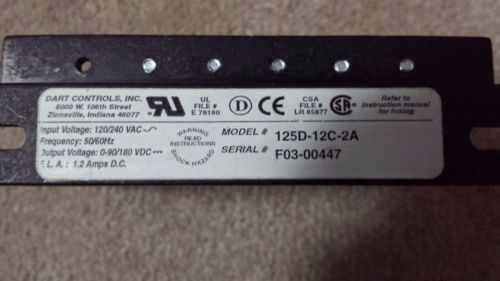 DART CONTROLS, INC.
5000 W. 106th Street
Zionsville, Indiana 46077
UL
FILE #
E 78180
D
CE
CSA
FILE #
LR 85877
Refer to
instruction manual
for fusing
Input Voltage: 120/240 VAC
Frequency: 50/60Hz
Output Voltage: 0-90/180 VDC
F. L. A. : 1.2 Amps D.C.
WARNING
READ
INSTRUCTIONS
SHOCK HAZARD
MODEL # 125D-12C-2A
SERIAL # F03-00447